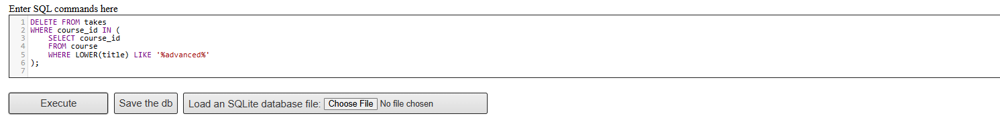 Enter SQL commands here
1 DELETE FROM takes
2 WHERE course_id IN (
3     SELECT course_id
4     FROM course
5     WHERE LOWER(title) LIKE '%advanced%'
6 );
7
Execute Save the db Load an SQLite database file: Choose File No file chosen